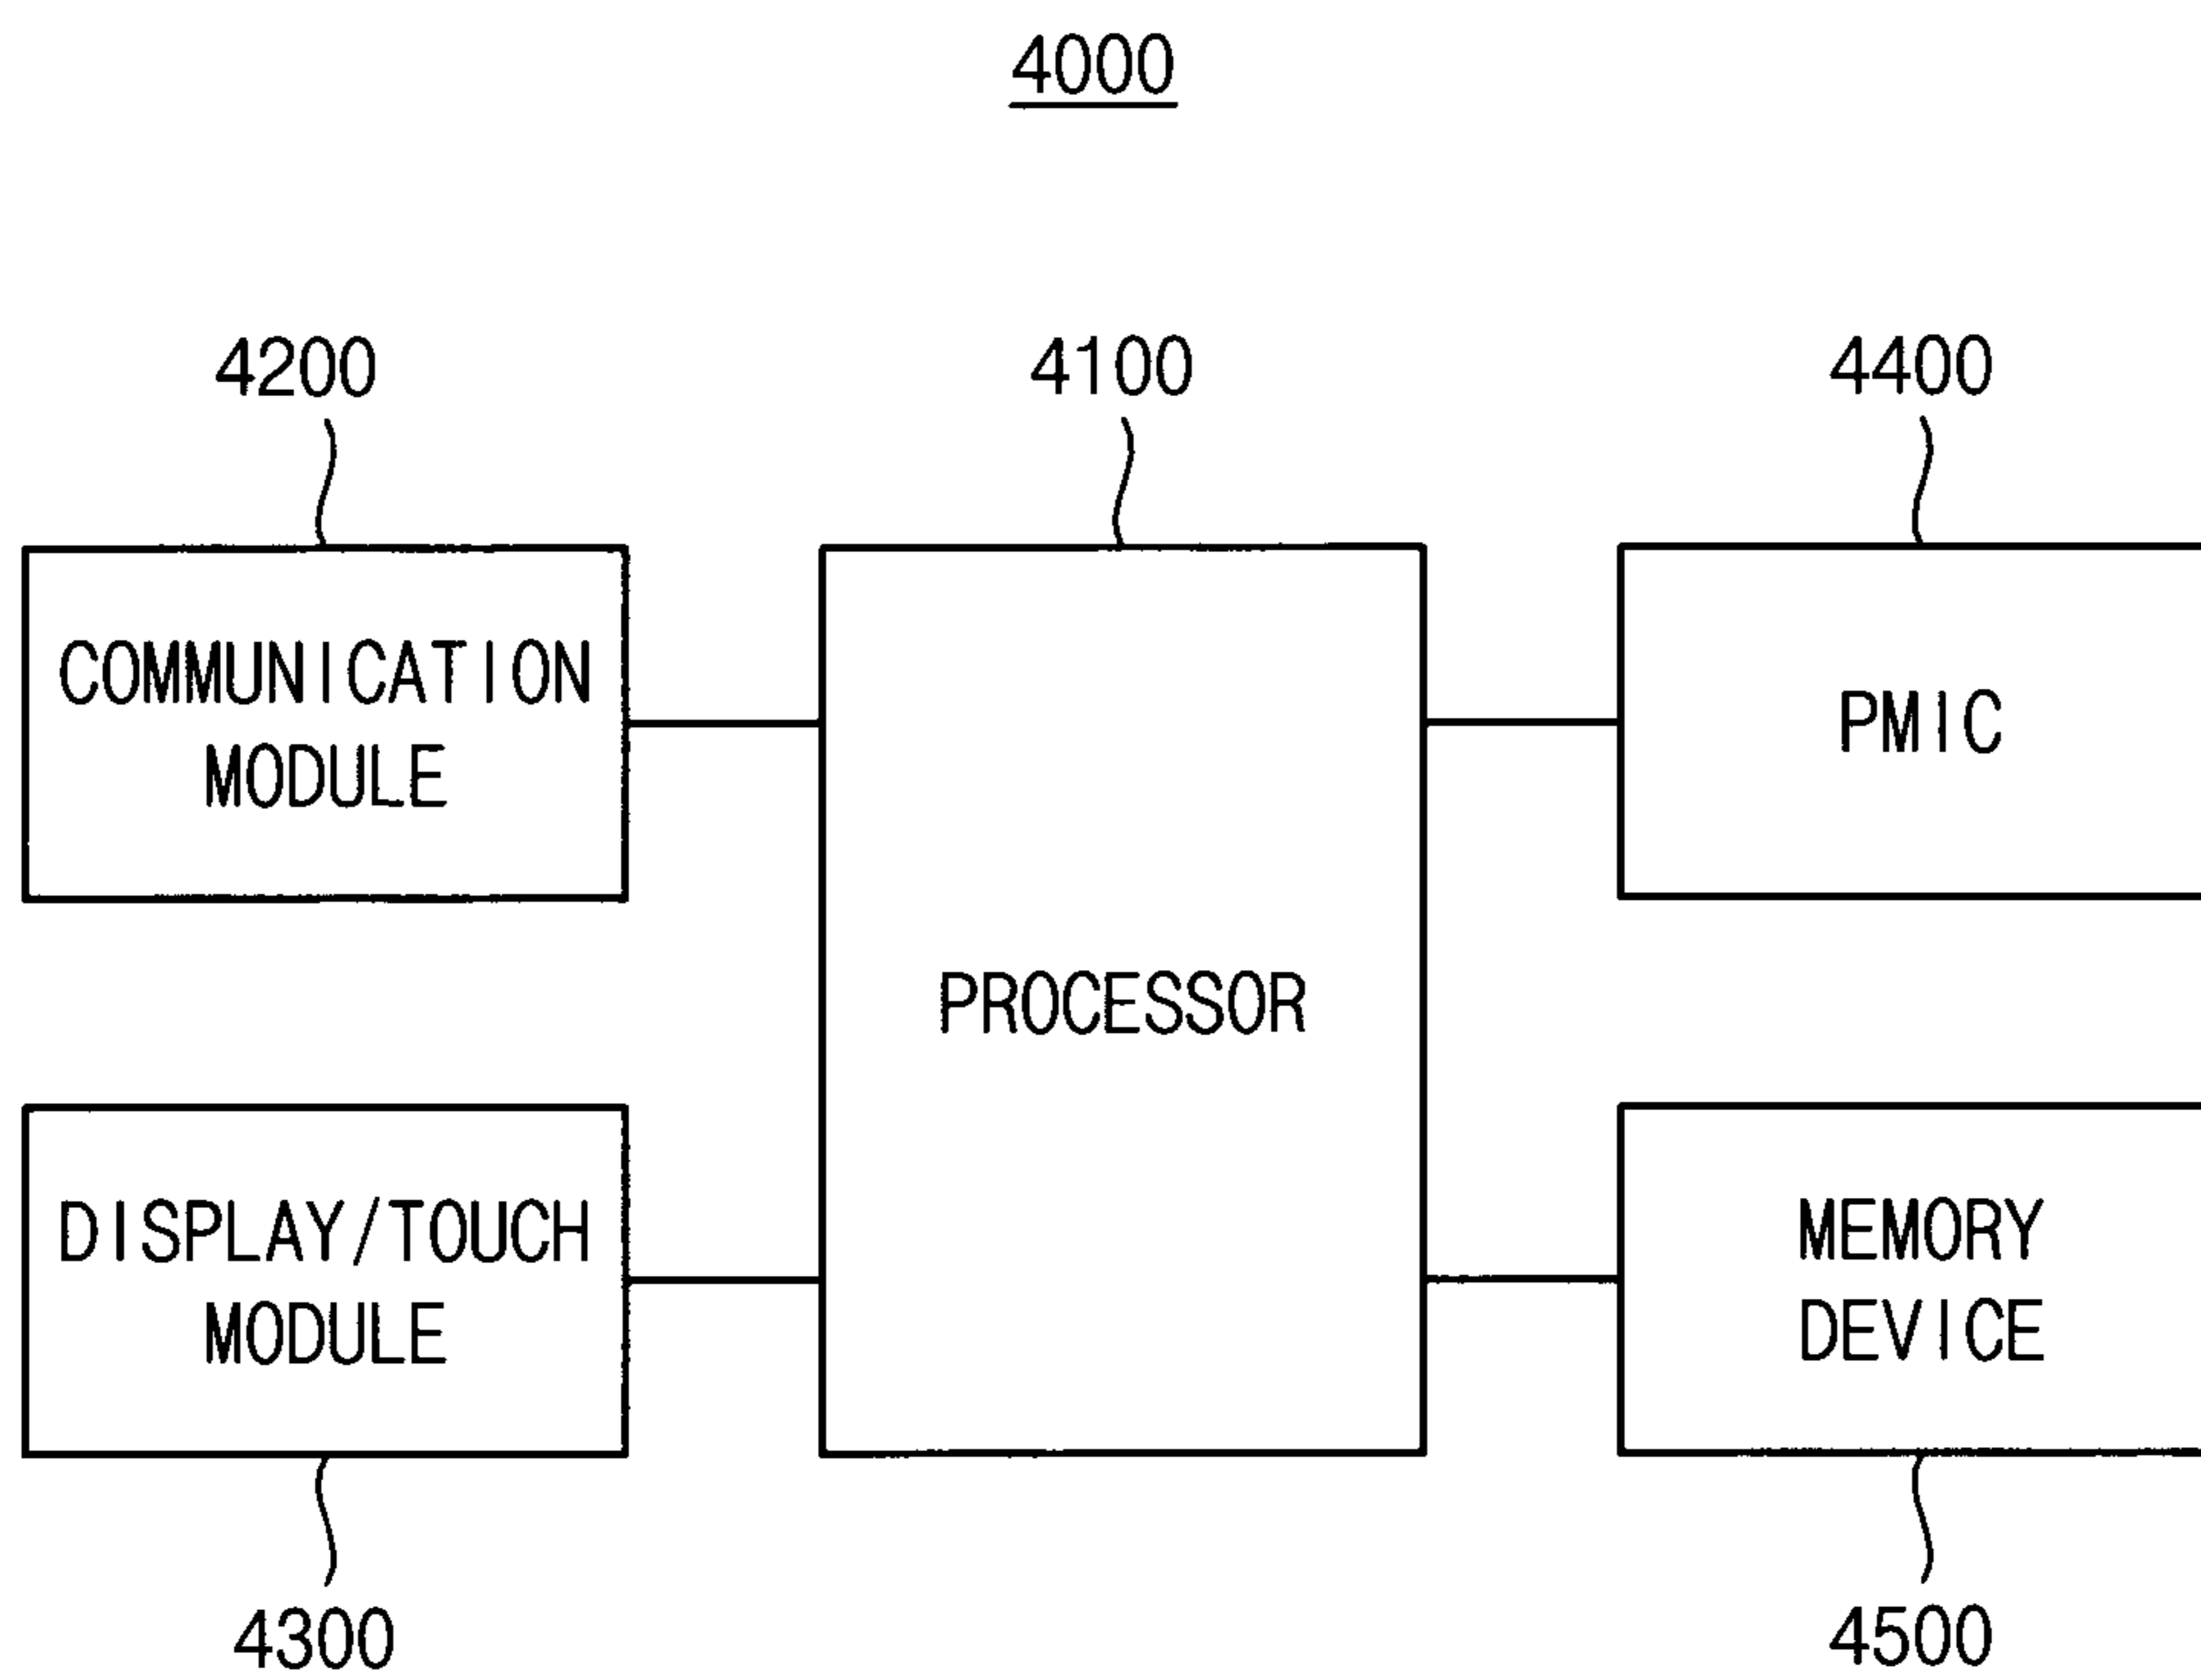 4000
4200
4100
4400
COMMUNICATION
MODULE
PROCESSOR
PMIC
DISPLAY/TOUCH
MODULE
MEMORY
DEVICE
4300
4500